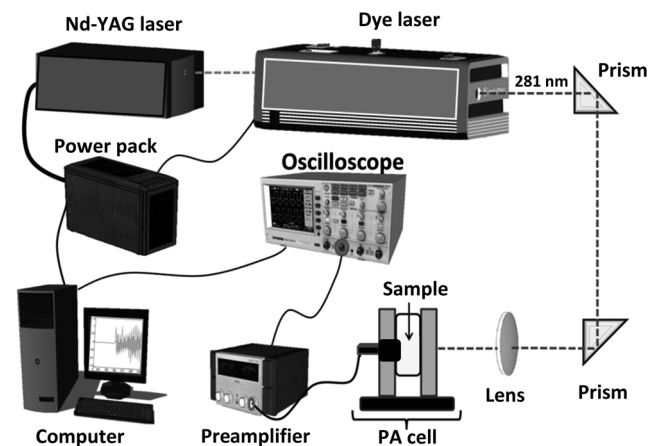 Nd-YAG laser
Dye laser
281 nm
Prism
Power pack
Oscilloscope
Sample
Lens
Prism
Computer
Preamplifier
PA cell